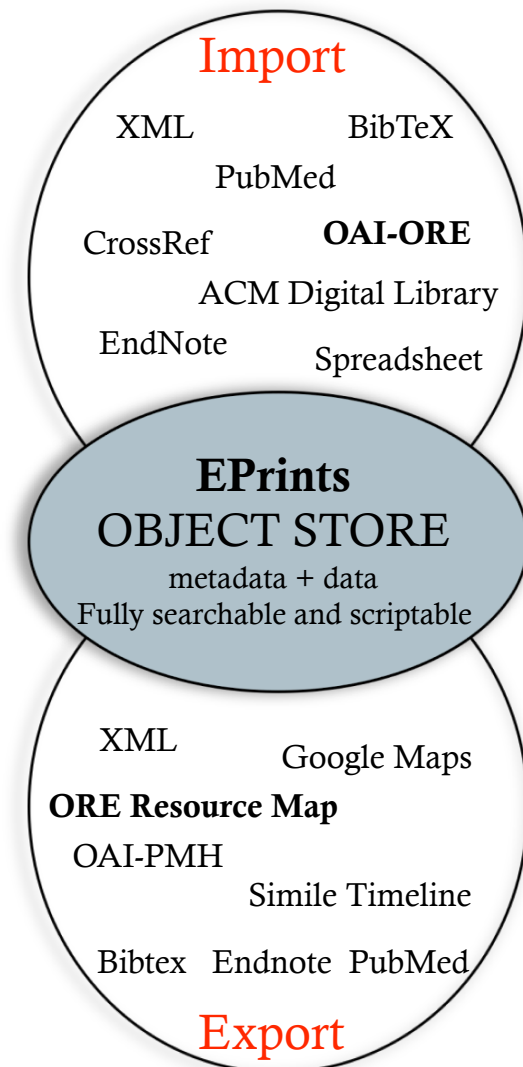 Import
XML BibTeX
PubMed
CrossRef OAI-ORE
ACM Digital Library
EndNote Spreadsheet
EPrints
OBJECT STORE
metadata + data
Fully searchable and scriptable
XML Google Maps
ORE Resource Map
OAI-PMH
Simile Timeline
Bibtex Endnote PubMed
Export